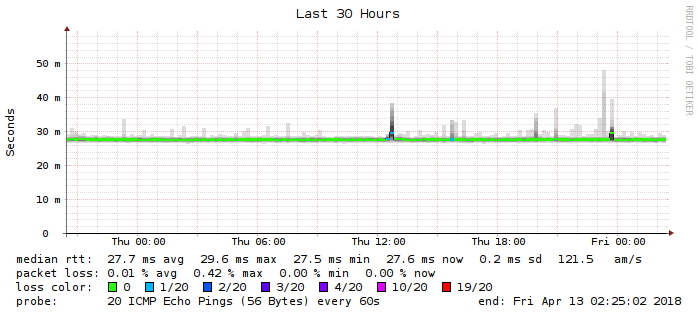 Last 30 Hours
RRDTOOL / TOBI OETIKER
Seconds
50 m
40 m
30 m
20 m
10 m
0
Thu 00:00 Thu 06:00 Thu 12:00 Thu 18:00 Fri 00:00
median rtt: 27.7 ms avg 29.6 ms max 27.5 ms min 27.6 ms now 0.2 ms sd 121.5 am/s
packet loss: 0.01 % avg 0.42 % max 0.00 % min 0.00 % now
loss color: 0 1/20 2/20 3/20 4/20 10/20 19/20
probe: 20 ICMP Echo Pings (56 Bytes) every 60s end: Fri Apr 13 02:25:02 2018